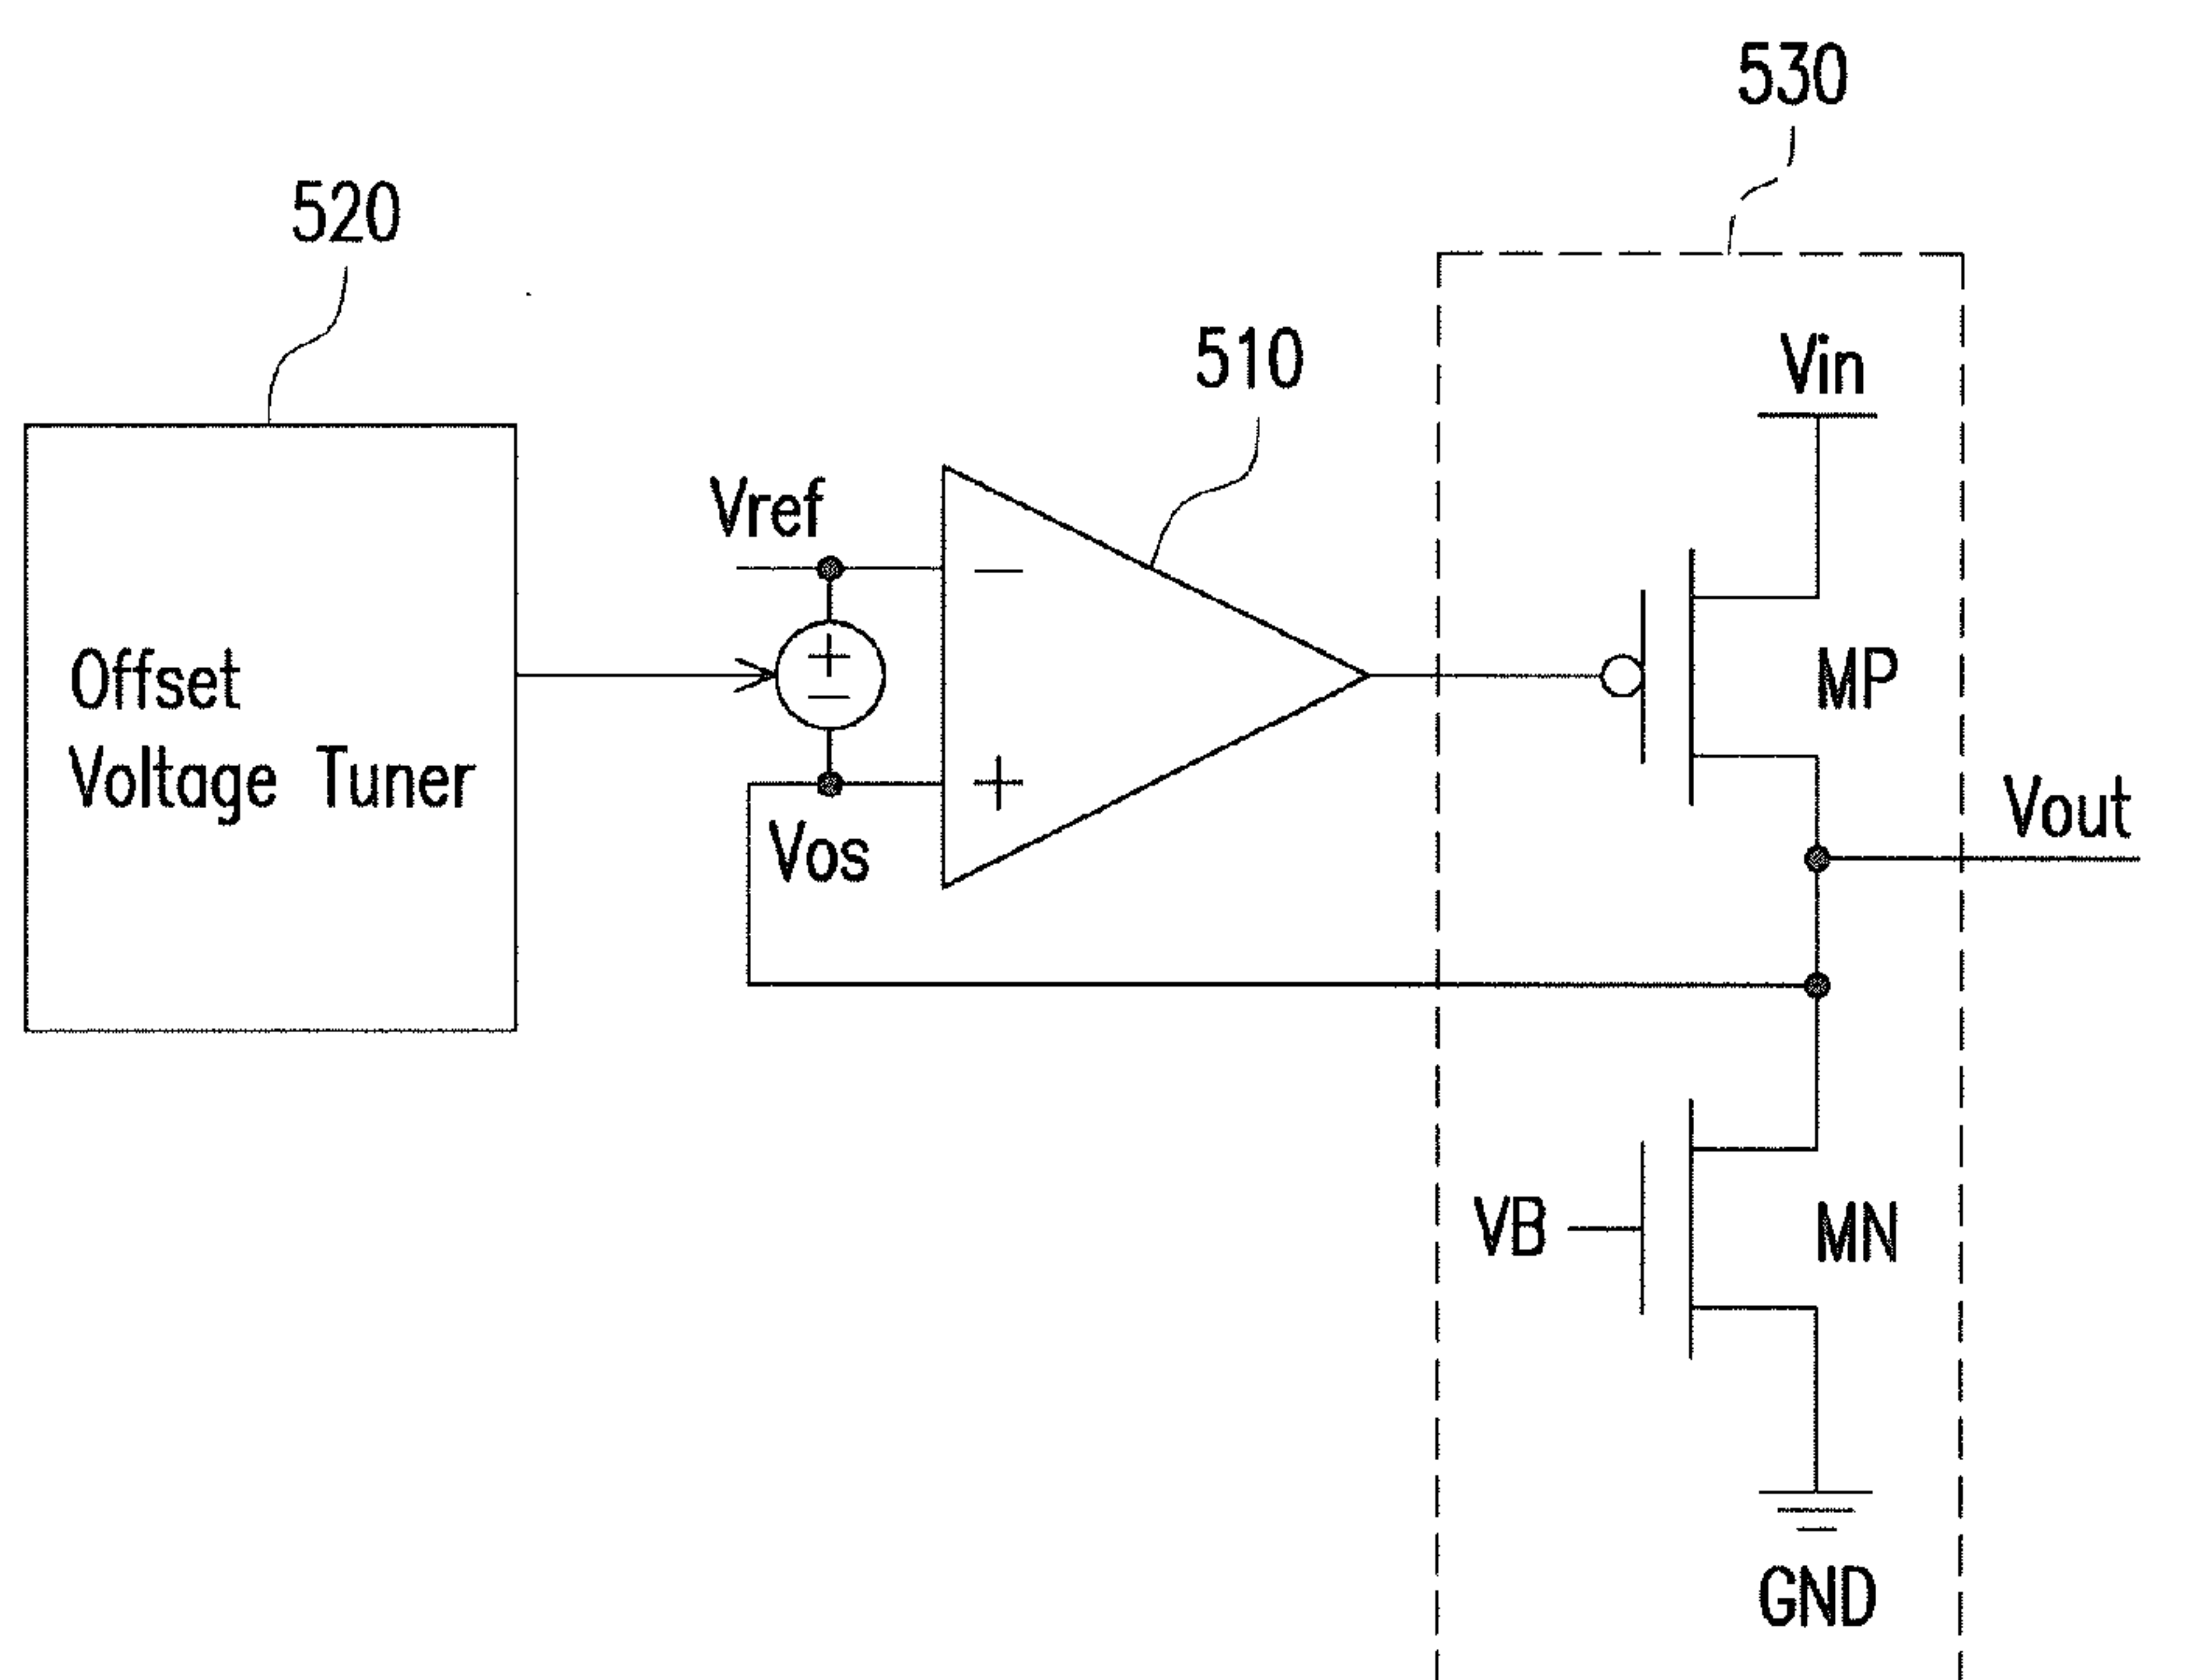 530
520
510
Vin
Vref
−
+
−
MP
Offset
Voltage Tuner
+
Vout
Vos
VB
MN
GND